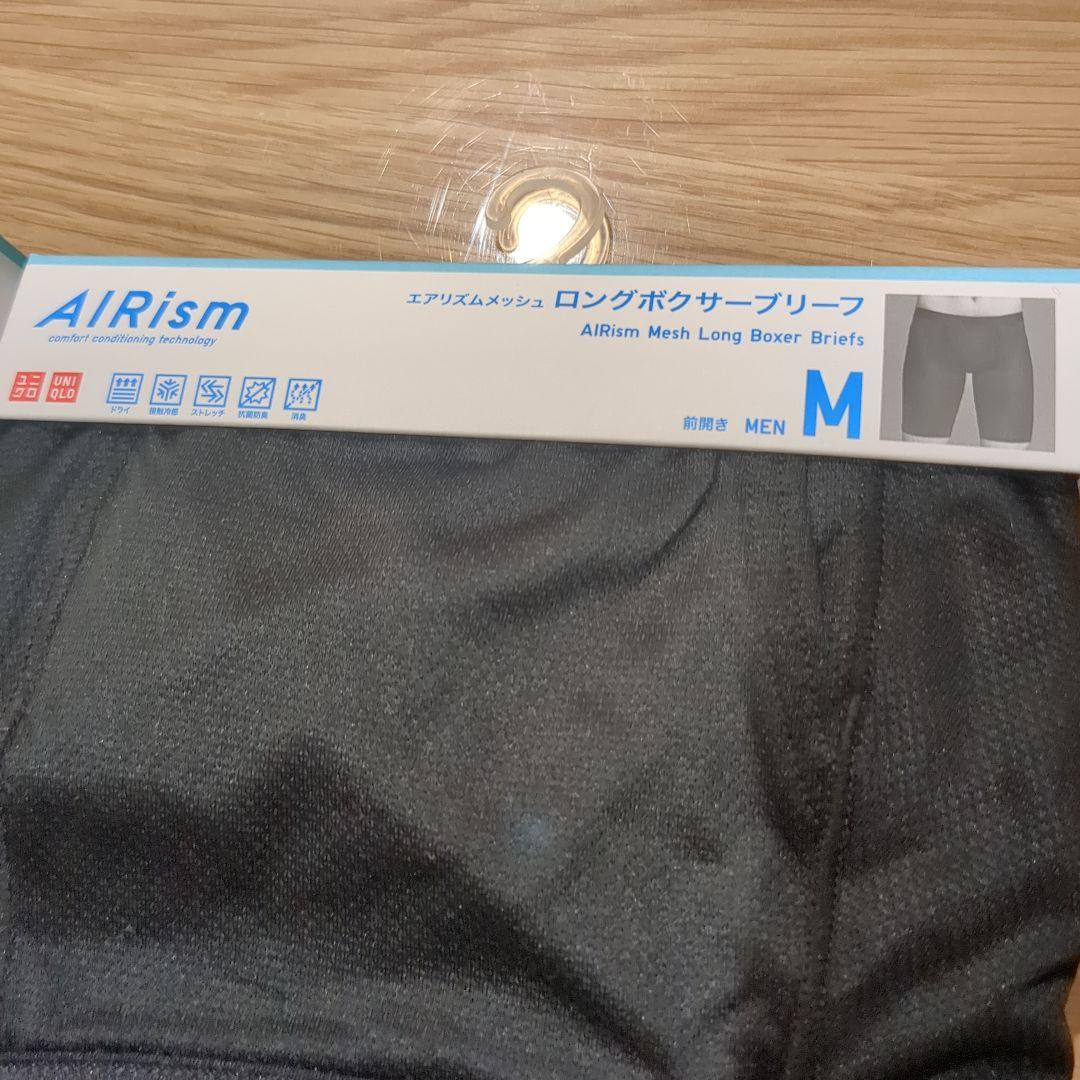 AIRism
comfort conditioning technology
エアリズムメッシュ ロングボクサーブリーフ
AIRism Mesh Long Boxer Briefs
ユニクロ UNIQLO
ドライ 接触冷感 ストレッチ 抗菌防臭 消臭
前開き MEN M